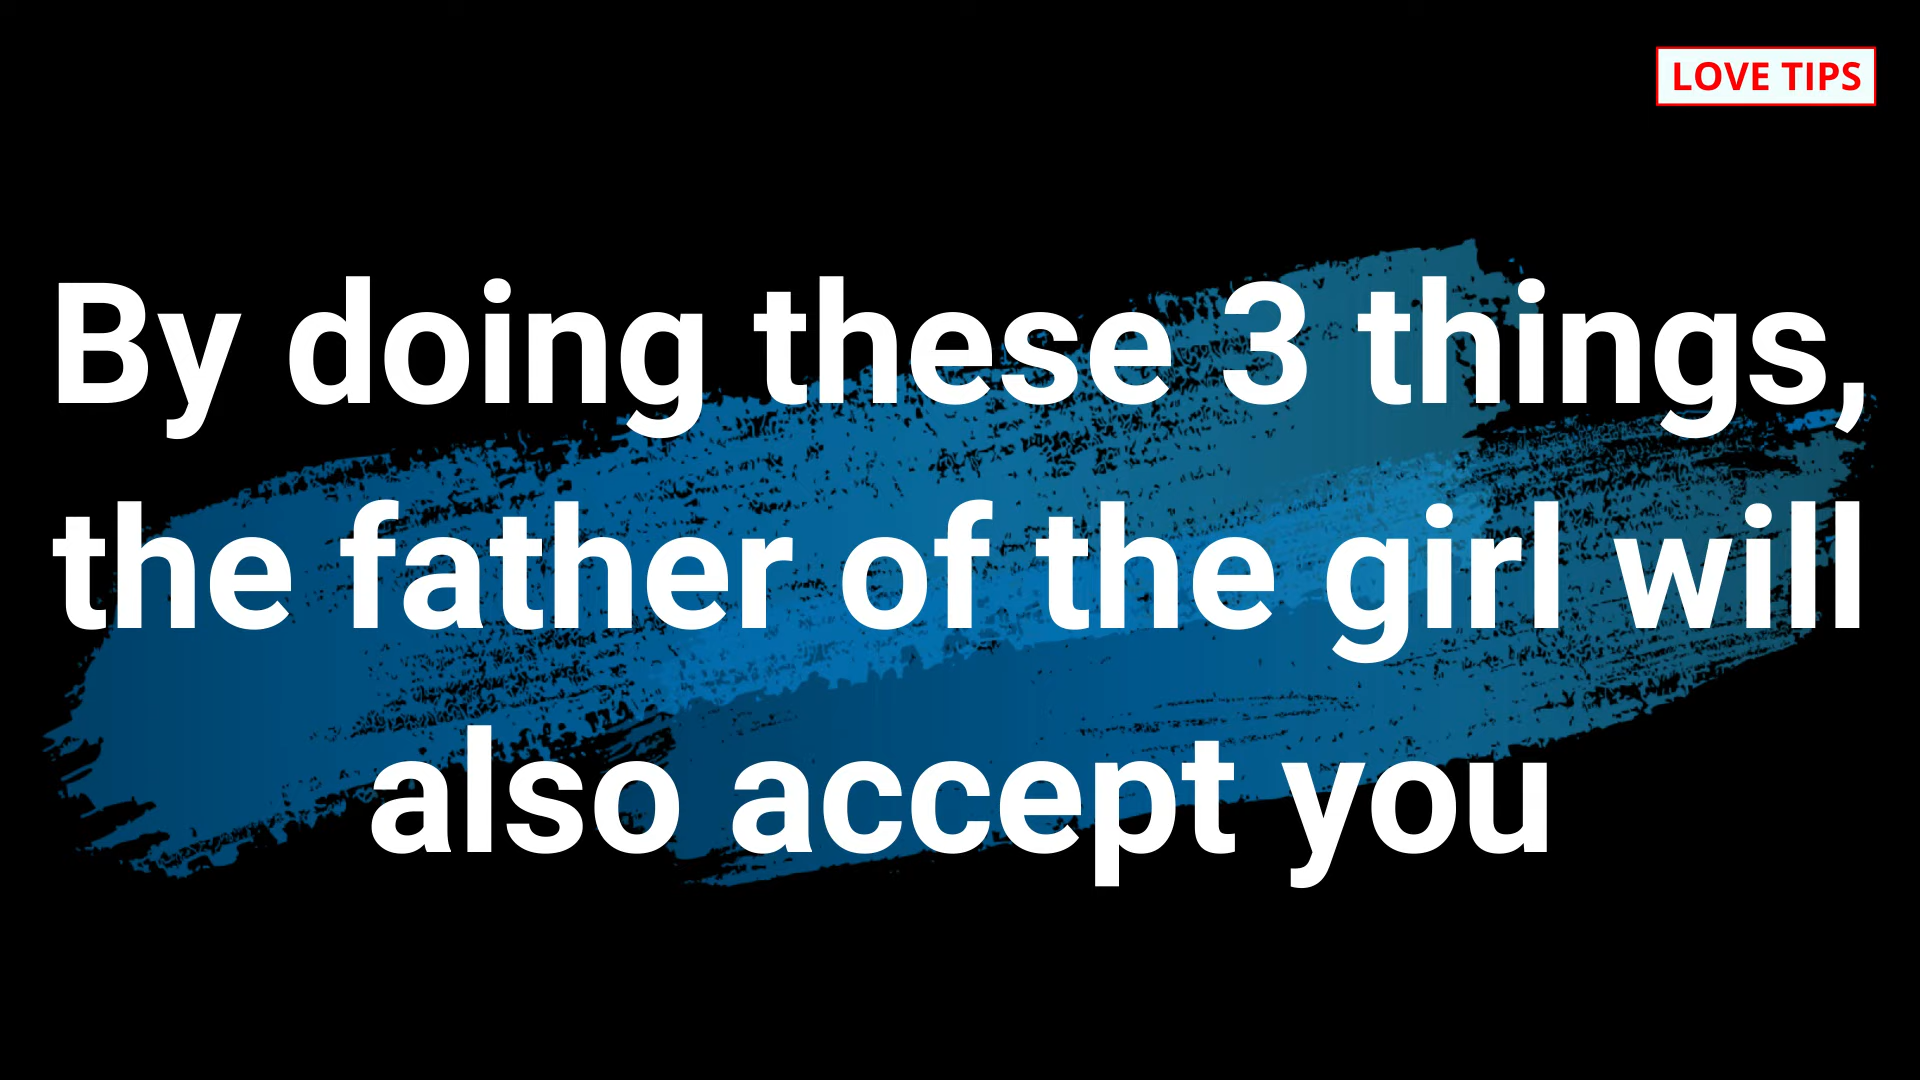 LOVE TIPS
By doing these 3 things,
the father of the girl will
also accept you